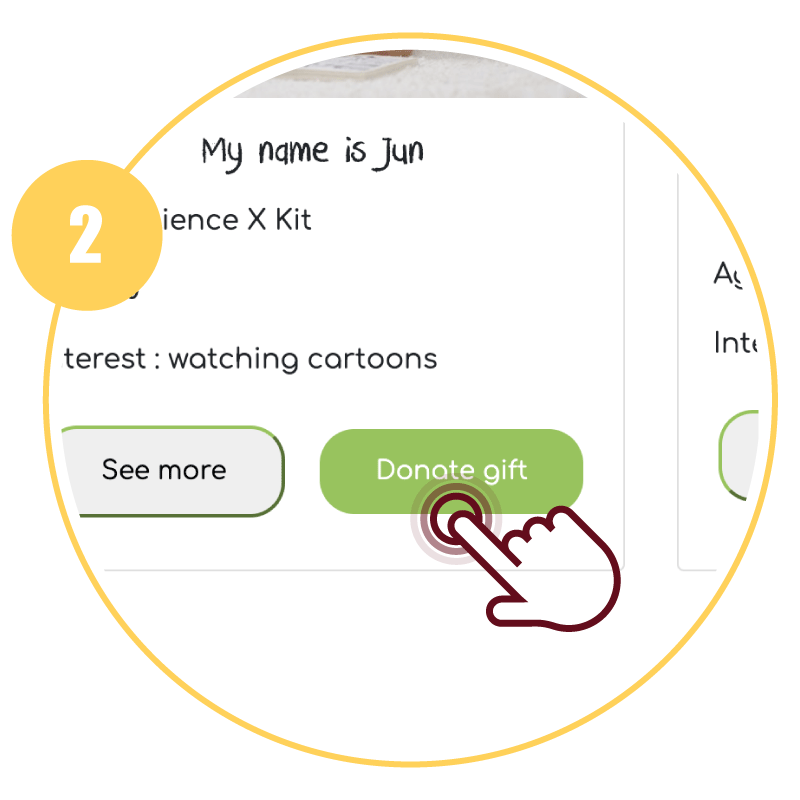 2
My name is Jun
ience X Kit
terest : watching cartoons
See more
Donate gift
Ag
Inte